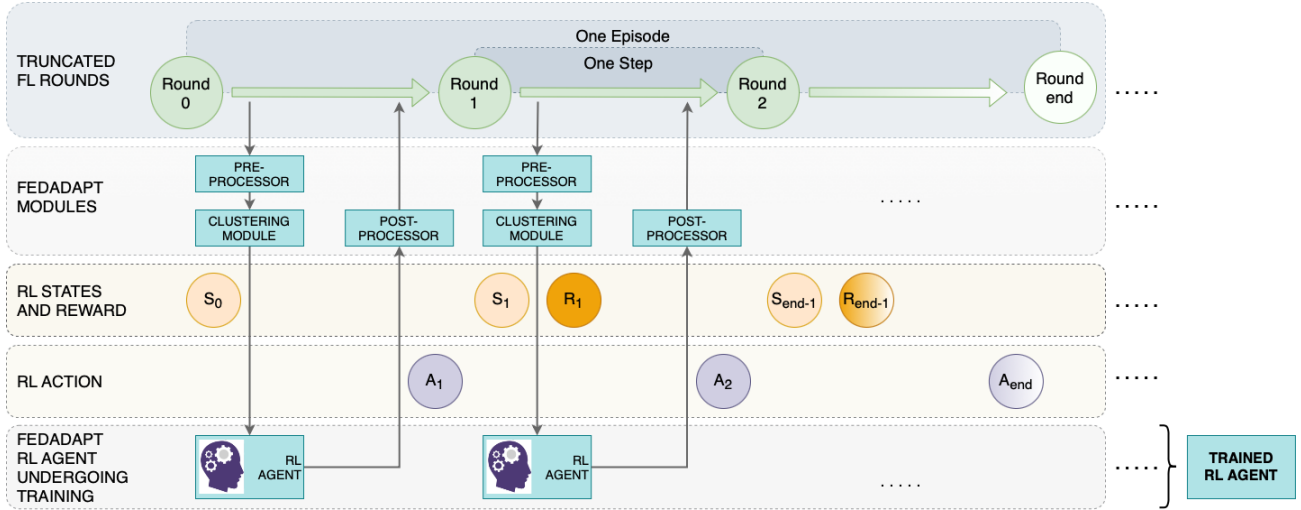 One Episode
One Step
TRUNCATED
FL ROUNDS
Round
0
Round
1
Round
2
Round
end
.....
PRE-
PROCESSOR
PRE-
PROCESSOR
FEDADAPT
MODULES
CLUSTERING
MODULE
POST-
PROCESSOR
CLUSTERING
MODULE
POST-
PROCESSOR
.....
.....
RL STATES
AND REWARD
S0
S1
R1
Send-1
Rend-1
.....
RL ACTION
A1
A2
Aend
.....
FEDADAPT
RL AGENT
UNDERGOING
TRAINING
RL
AGENT
RL
AGENT
.....
.....
TRAINED
RL AGENT